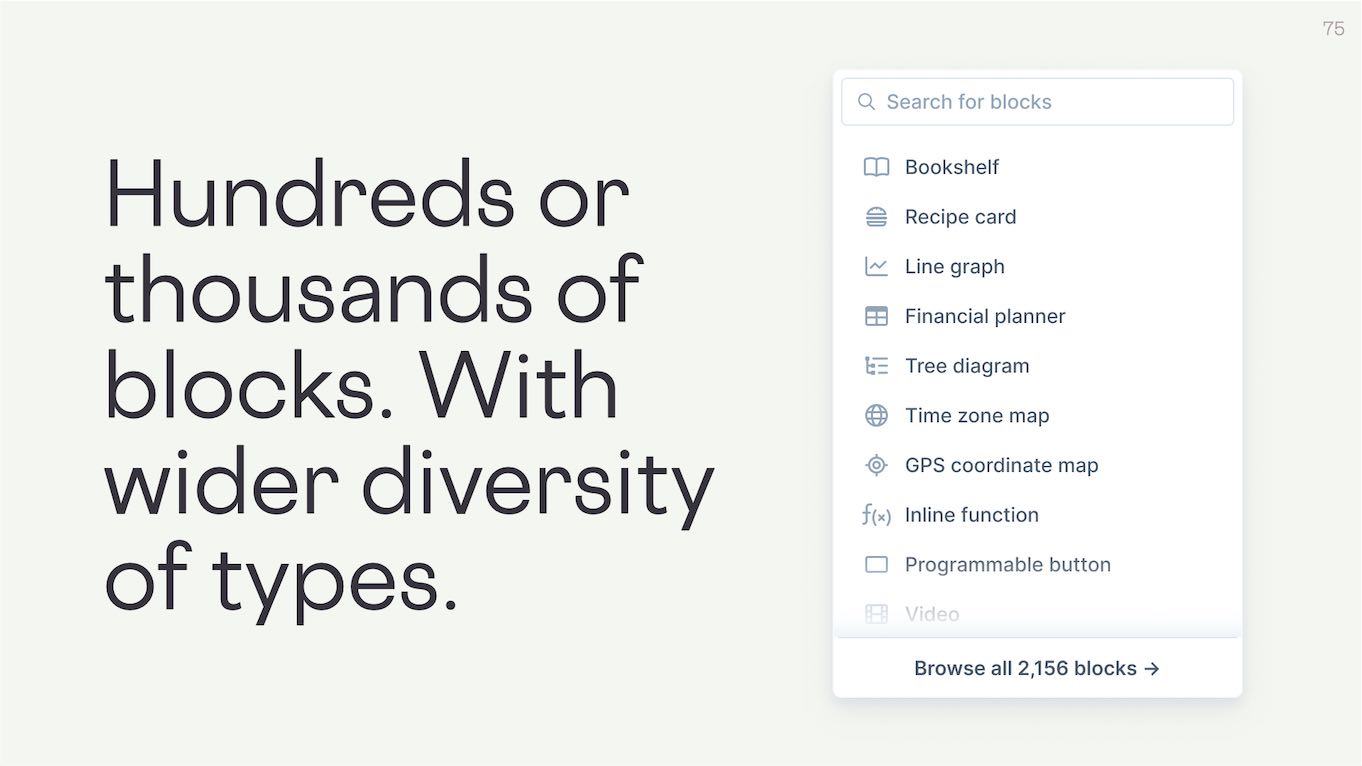 75
Hundreds or
thousands of
blocks. With
wider diversity
of types.
Search for blocks
Bookshelf
Recipe card
Line graph
Financial planner
Tree diagram
Time zone map
GPS coordinate map
f(x) Inline function
Programmable button
Video
Browse all 2,156 blocks →